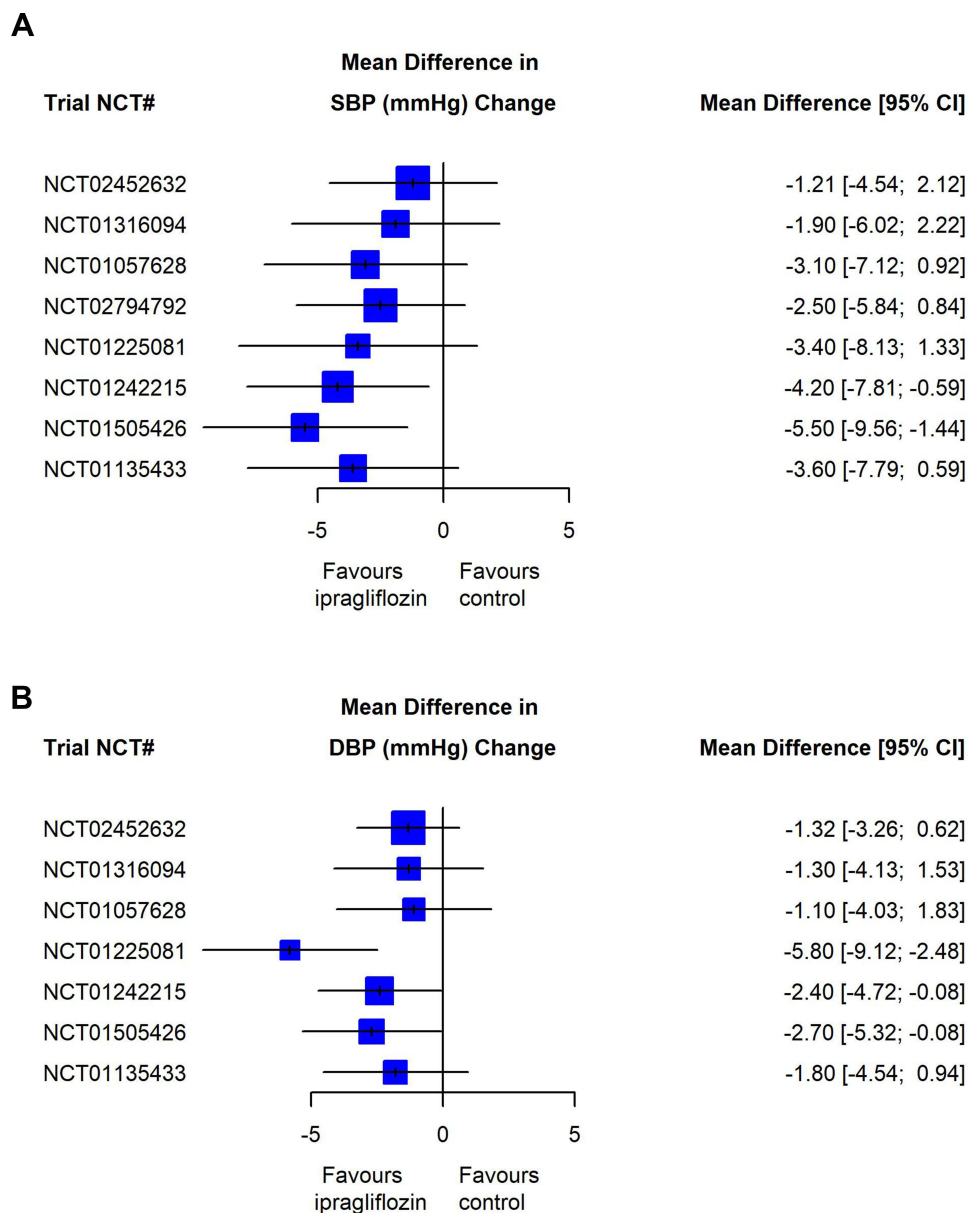 A
Mean Difference in
Trial NCT# SBP (mmHg) Change Mean Difference [95% CI]
NCT02452632 -1.21 [-4.54; 2.12]
NCT01316094 -1.90 [-6.02; 2.22]
NCT01057628 -3.10 [-7.12; 0.92]
NCT02794792 -2.50 [-5.84; 0.84]
NCT01225081 -3.40 [-8.13; 1.33]
NCT01242215 -4.20 [-7.81; -0.59]
NCT01505426 -5.50 [-9.56; -1.44]
NCT01135433 -3.60 [-7.79; 0.59]
-5 0 5
Favours Favours
ipragliflozin control
B
Mean Difference in
Trial NCT# DBP (mmHg) Change Mean Difference [95% CI]
NCT02452632 -1.32 [-3.26; 0.62]
NCT01316094 -1.30 [-4.13; 1.53]
NCT01057628 -1.10 [-4.03; 1.83]
NCT01225081 -5.80 [-9.12; -2.48]
NCT01242215 -2.40 [-4.72; -0.08]
NCT01505426 -2.70 [-5.32; -0.08]
NCT01135433 -1.80 [-4.54; 0.94]
-5 0 5
Favours Favours
ipragliflozin control